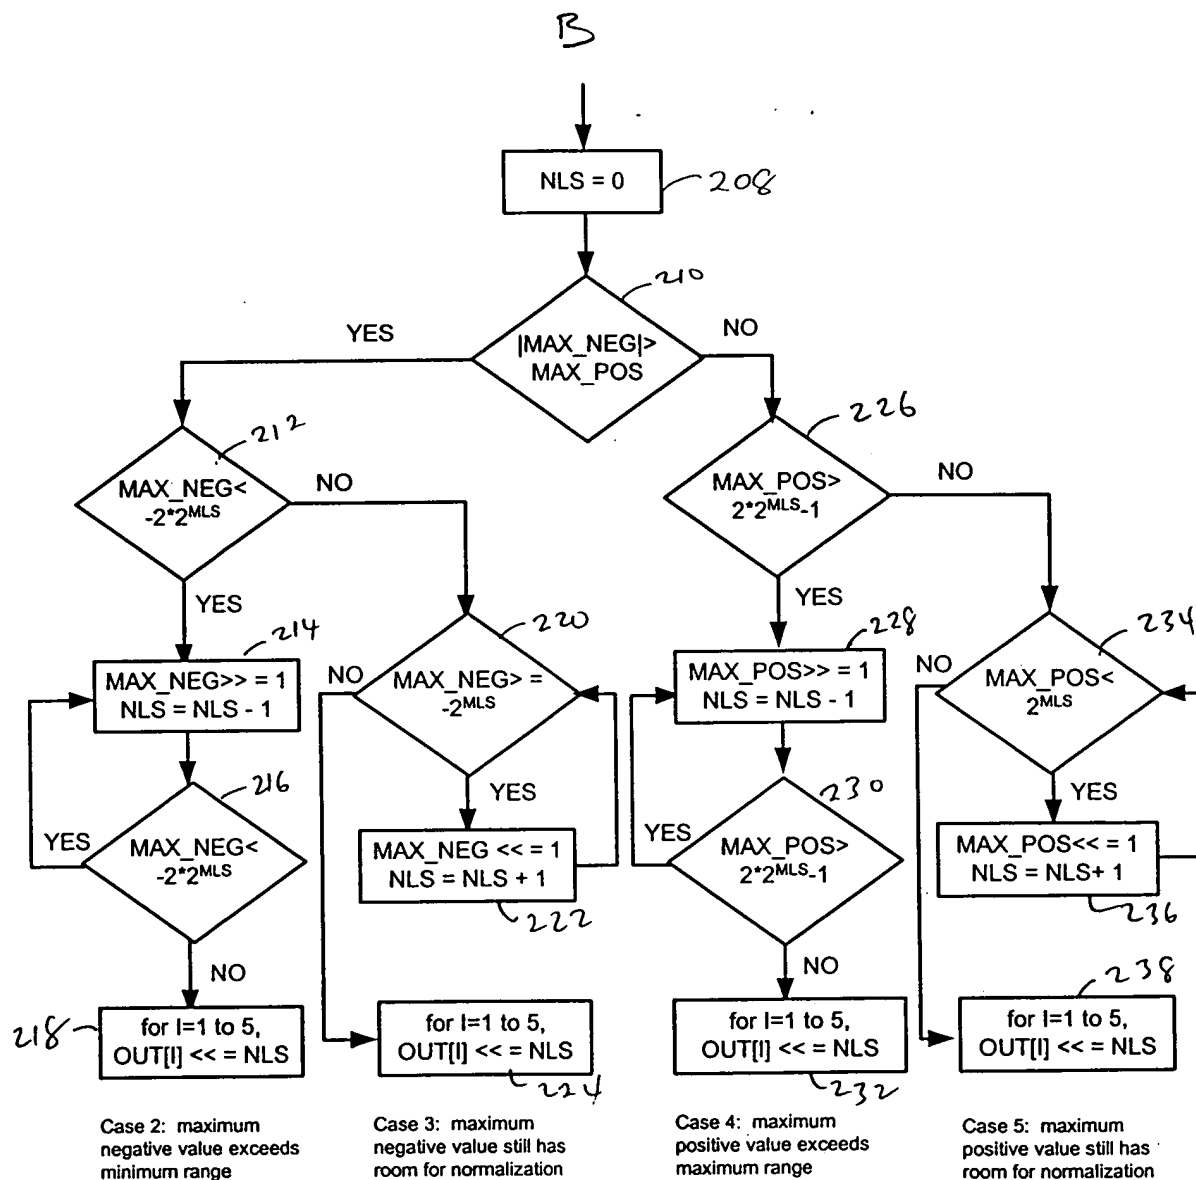 B
NLS = 0
208
210
|MAX_NEG|>
MAX_POS
YES
NO
212
MAX_NEG<
-2*2^MLS
NO
YES
226
MAX_POS>
2*2^MLS-1
NO
YES
214
MAX_NEG>> = 1
NLS = NLS - 1
220
MAX_NEG> =
-2^MLS
NO
YES
228
MAX_POS>> = 1
NLS = NLS - 1
234
MAX_POS<
2^MLS
NO
YES
216
MAX_NEG<
-2*2^MLS
YES
NO
MAX_NEG << = 1
NLS = NLS + 1
222
230
MAX_POS>
2*2^MLS-1
YES
NO
MAX_POS<< = 1
NLS = NLS+ 1
236
218
for I=1 to 5,
OUT[I] << = NLS
for I=1 to 5,
OUT[I] << = NLS
224
for I=1 to 5,
OUT[I] << = NLS
232
238
for I=1 to 5,
OUT[I] << = NLS
Case 2: maximum
negative value exceeds
minimum range
Case 3: maximum
negative value still has
room for normalization
Case 4: maximum
positive value exceeds
maximum range
Case 5: maximum
positive value still has
room for normalization